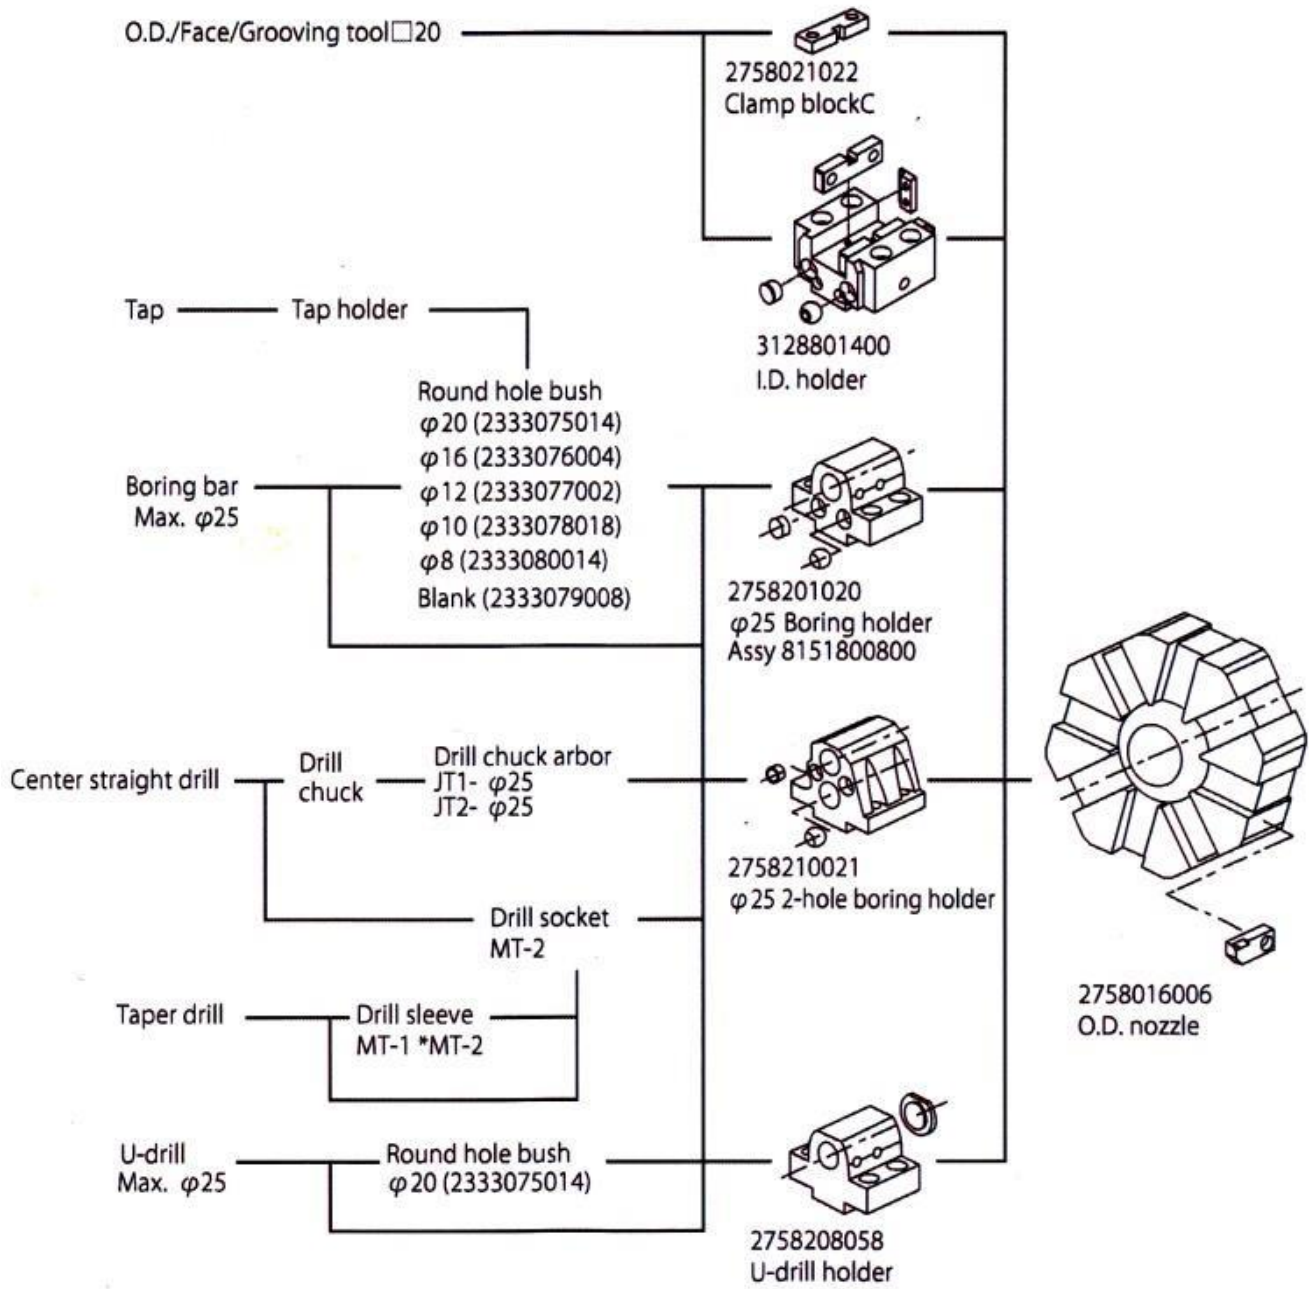 O.D./Face/Grooving tool□20
2758021022
Clamp blockC
3128801400
I.D. holder
Tap
Tap holder
Round hole bush
φ20 (2333075014)
φ16 (2333076004)
φ12 (2333077002)
φ10 (2333078018)
φ8 (2333080014)
Blank (2333079008)
Boring bar
Max. φ25
2758201020
φ25 Boring holder
Assy 8151800800
Center straight drill
Drill
chuck
Drill chuck arbor
JT1- φ25
JT2- φ25
2758210021
φ25 2-hole boring holder
Drill socket
MT-2
Taper drill
Drill sleeve
MT-1 *MT-2
2758016006
O.D. nozzle
U-drill
Max. φ25
Round hole bush
φ20 (2333075014)
2758208058
U-drill holder